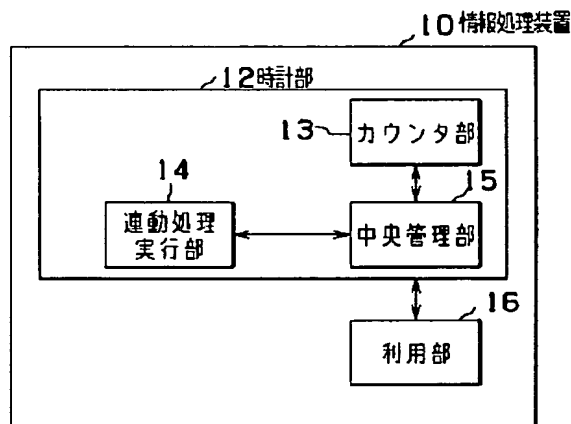 10 情報処理装置
12 時計部
13 カウンタ部
14
15
連動処理
実行部
中央管理部
16
利用部